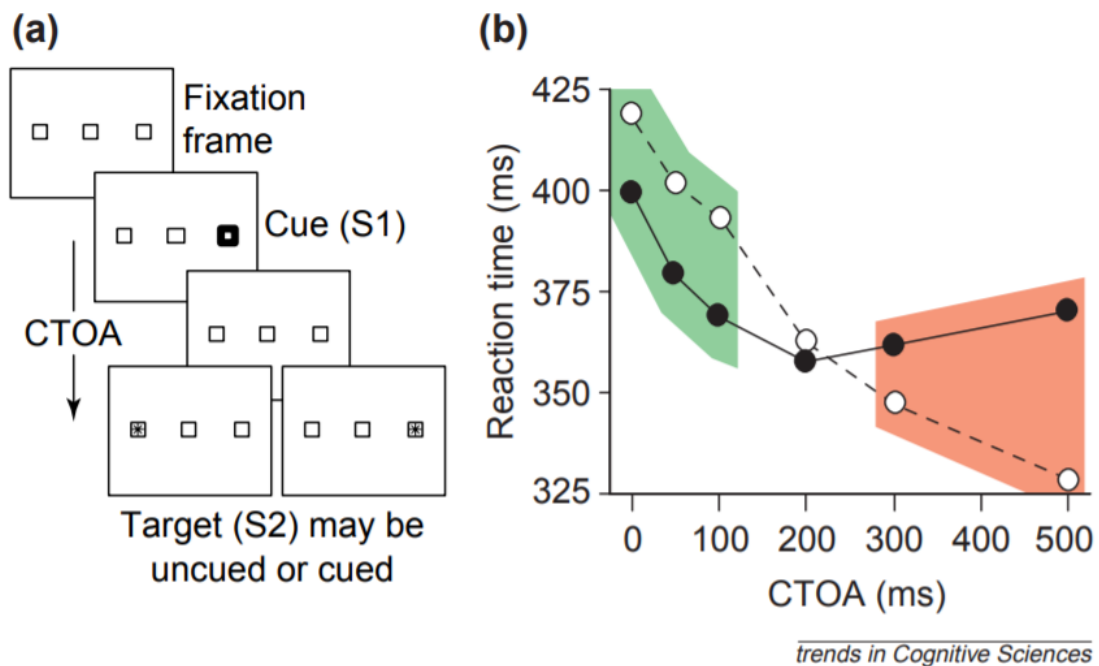 (a)
Fixation
frame
Cue (S1)
CTOA
Target (S2) may be
uncued or cued
(b)
Reaction time (ms)
425
400
375
350
325
0 100 200 300 400 500
CTOA (ms)
trends in Cognitive Sciences